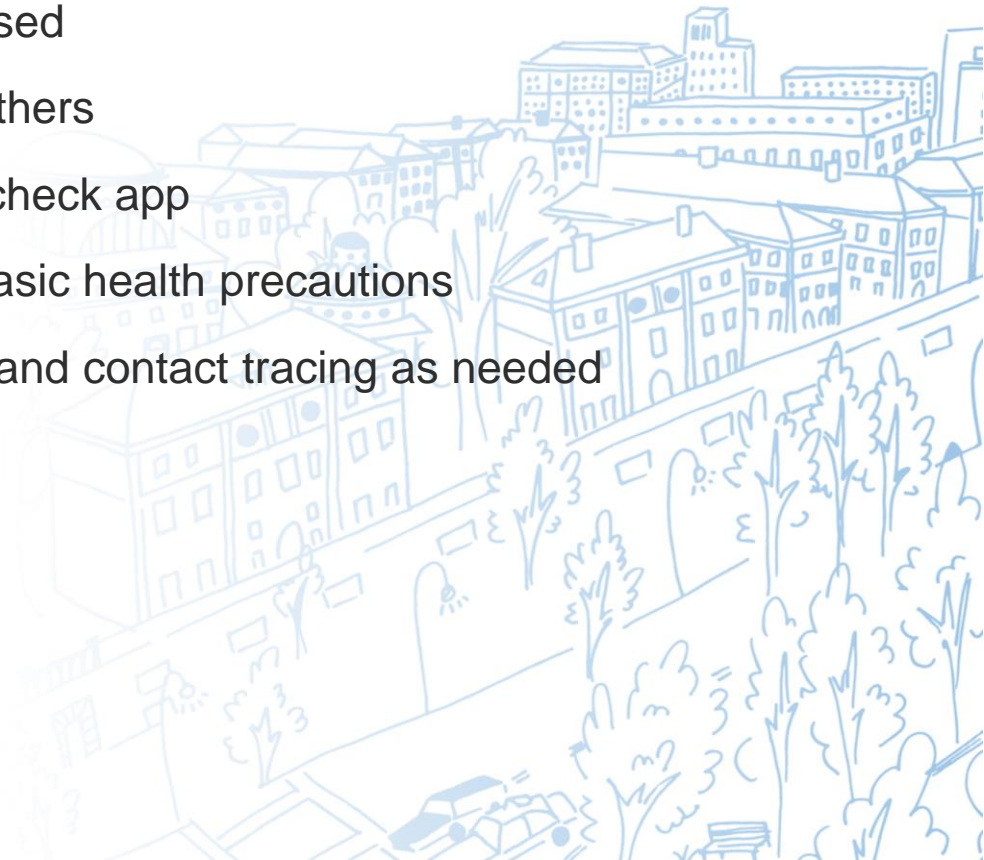 sed
thers
check app
asic health precautions
and contact tracing as needed